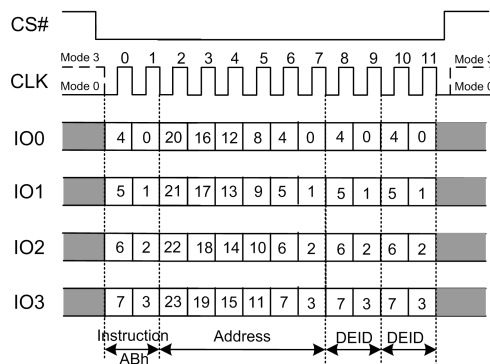 CS#
Mode 3 0 1 2 3 4 5 6 7 8 9 10 11 Mode 3
CLK
Mode 0 Mode 0
IO0 4 0 20 16 12 8 4 0 4 0 4 0
IO1 5 1 21 17 13 9 5 1 5 1 5 1
IO2 6 2 22 18 14 10 6 2 6 2 6 2
IO3 7 3 23 19 15 11 7 3 7 3 7 3
Instruction Address DEID DEID
ABh